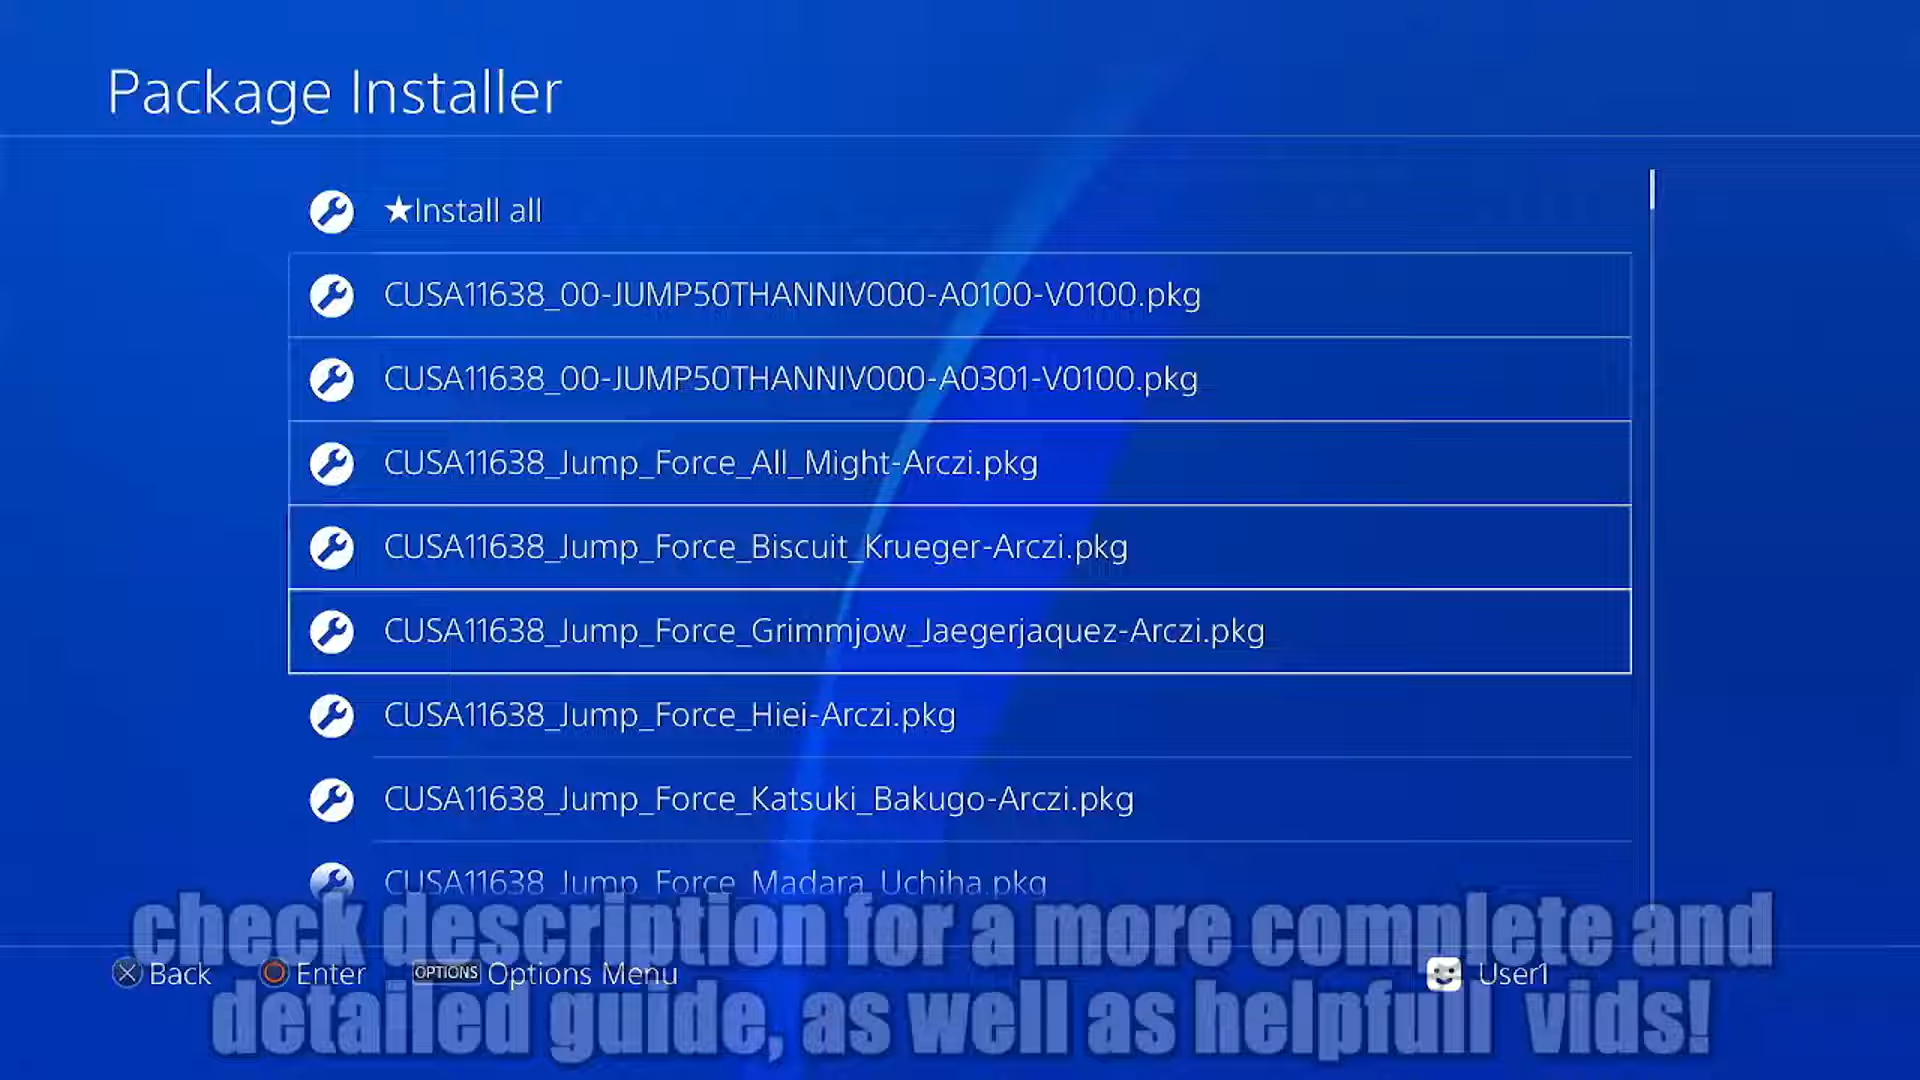 Package Installer
★Install all
CUSA11638_00-JUMP50THANNIV000-A0100-V0100.pkg
CUSA11638_00-JUMP50THANNIV000-A0301-V0100.pkg
CUSA11638_Jump_Force_All_Might-Arczi.pkg
CUSA11638_Jump_Force_Biscuit_Krueger-Arczi.pkg
CUSA11638_Jump_Force_Grimmjow_Jaegerjaquez-Arczi.pkg
CUSA11638_Jump_Force_Hiei-Arczi.pkg
CUSA11638_Jump_Force_Katsuki_Bakugo-Arczi.pkg
CUSA11638_Jump_Force_Madara_Uchiha.pkg
check description for a more complete and
Back Enter OPTIONS Options Menu User1
detailed guide, as well as helpfull vids!